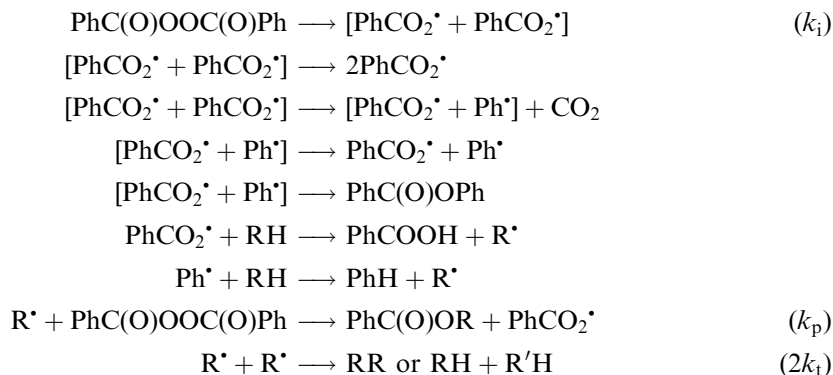 PhC(O)OOC(O)Ph ⟶ [PhCO₂• + PhCO₂•] (kᵢ)
[PhCO₂• + PhCO₂•] ⟶ 2PhCO₂•
[PhCO₂• + PhCO₂•] ⟶ [PhCO₂• + Ph•] + CO₂
[PhCO₂• + Ph•] ⟶ PhCO₂• + Ph•
[PhCO₂• + Ph•] ⟶ PhC(O)OPh
PhCO₂• + RH ⟶ PhCOOH + R•
Ph• + RH ⟶ PhH + R•
R• + PhC(O)OOC(O)Ph ⟶ PhC(O)OR + PhCO₂• (kₚ)
R• + R• ⟶ RR or RH + R′H (2kₜ)